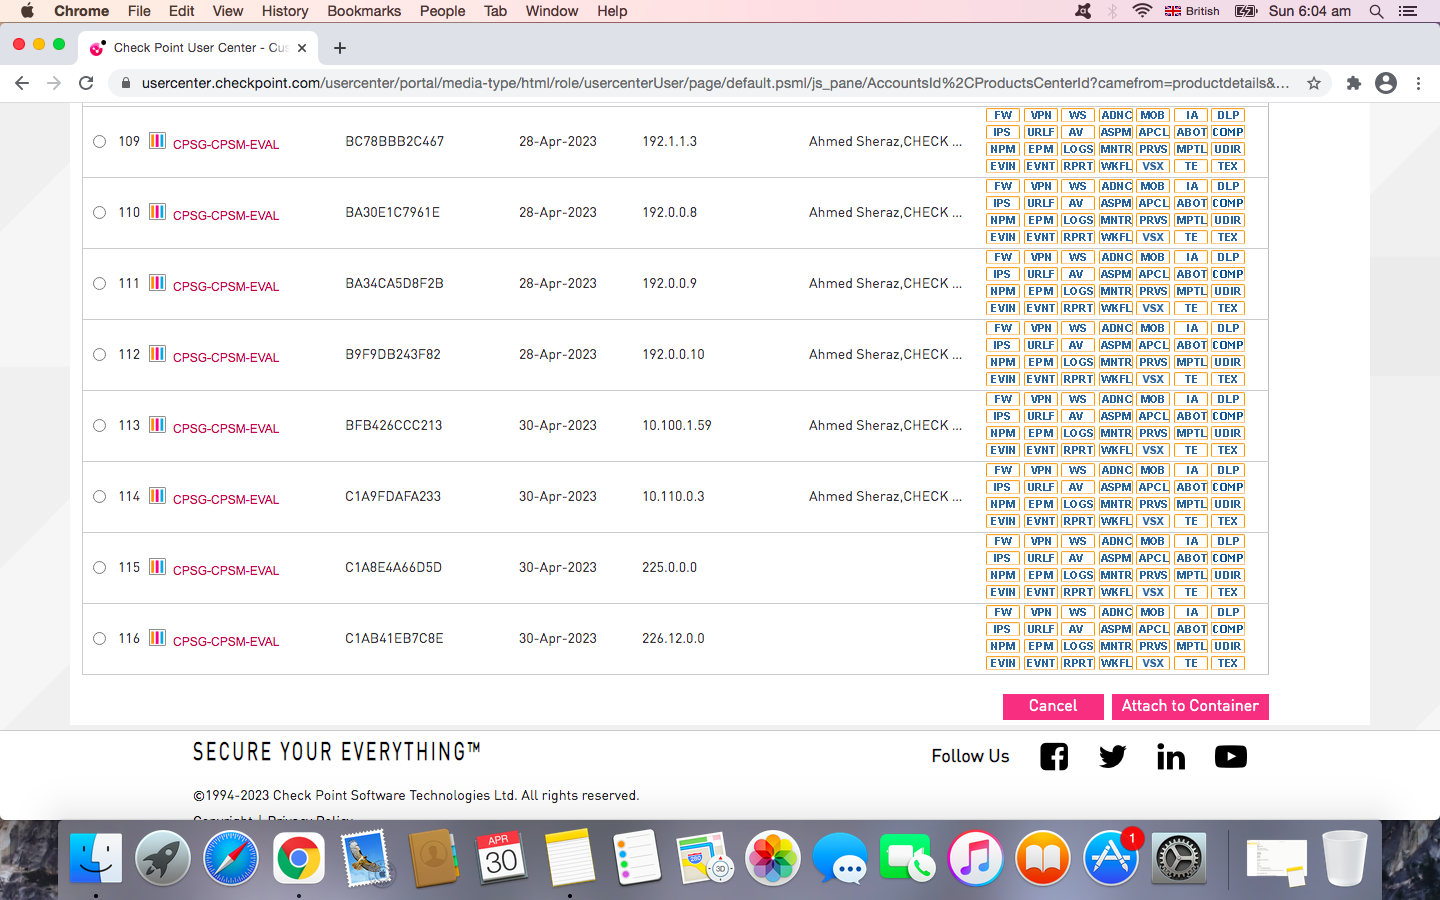 Chrome File Edit View History Bookmarks People Tab Window Help British Sun 6:04 am
Check Point User Center - Cus
usercenter.checkpoint.com/usercenter/portal/media-type/html/role/usercenterUser/page/default.psml/js_pane/AccountsId%2CProductsCenterId?camefrom=productdetails&...
FW VPN WS ADNC MOB IA DLP
109 CPSG-CPSM-EVAL BC78BBB2C467 28-Apr-2023 192.1.1.3 Ahmed Sheraz,CHECK ... IPS URLF AV ASPM APCL ABOT COMP
NPM EPM LOGS MNTR PRVS MPTL UDIR
EVIN EVNT RPRT WKFL VSX TE TEX
FW VPN WS ADNC MOB IA DLP
110 CPSG-CPSM-EVAL BA30E1C7961E 28-Apr-2023 192.0.0.8 Ahmed Sheraz,CHECK ... IPS URLF AV ASPM APCL ABOT COMP
NPM EPM LOGS MNTR PRVS MPTL UDIR
EVIN EVNT RPRT WKFL VSX TE TEX
FW VPN WS ADNC MOB IA DLP
111 CPSG-CPSM-EVAL BA34CA5D8F2B 28-Apr-2023 192.0.0.9 Ahmed Sheraz,CHECK ... IPS URLF AV ASPM APCL ABOT COMP
NPM EPM LOGS MNTR PRVS MPTL UDIR
EVIN EVNT RPRT WKFL VSX TE TEX
FW VPN WS ADNC MOB IA DLP
112 CPSG-CPSM-EVAL B9F9DB243F82 28-Apr-2023 192.0.0.10 Ahmed Sheraz,CHECK ... IPS URLF AV ASPM APCL ABOT COMP
NPM EPM LOGS MNTR PRVS MPTL UDIR
EVIN EVNT RPRT WKFL VSX TE TEX
FW VPN WS ADNC MOB IA DLP
113 CPSG-CPSM-EVAL BFB426CCC213 30-Apr-2023 10.100.1.59 Ahmed Sheraz,CHECK ... IPS URLF AV ASPM APCL ABOT COMP
NPM EPM LOGS MNTR PRVS MPTL UDIR
EVIN EVNT RPRT WKFL VSX TE TEX
FW VPN WS ADNC MOB IA DLP
114 CPSG-CPSM-EVAL C1A9FDAFA233 30-Apr-2023 10.110.0.3 Ahmed Sheraz,CHECK ... IPS URLF AV ASPM APCL ABOT COMP
NPM EPM LOGS MNTR PRVS MPTL UDIR
EVIN EVNT RPRT WKFL VSX TE TEX
FW VPN WS ADNC MOB IA DLP
115 CPSG-CPSM-EVAL C1A8E4A66D5D 30-Apr-2023 225.0.0.0 IPS URLF AV ASPM APCL ABOT COMP
NPM EPM LOGS MNTR PRVS MPTL UDIR
EVIN EVNT RPRT WKFL VSX TE TEX
FW VPN WS ADNC MOB IA DLP
116 CPSG-CPSM-EVAL C1AB41EB7C8E 30-Apr-2023 226.12.0.0 IPS URLF AV ASPM APCL ABOT COMP
NPM EPM LOGS MNTR PRVS MPTL UDIR
EVIN EVNT RPRT WKFL VSX TE TEX
Cancel Attach to Container
SECURE YOUR EVERYTHING™ Follow Us
©1994-2023 Check Point Software Technologies Ltd. All rights reserved.
Copyright | Privacy Policy
APR
30
280
3D
1